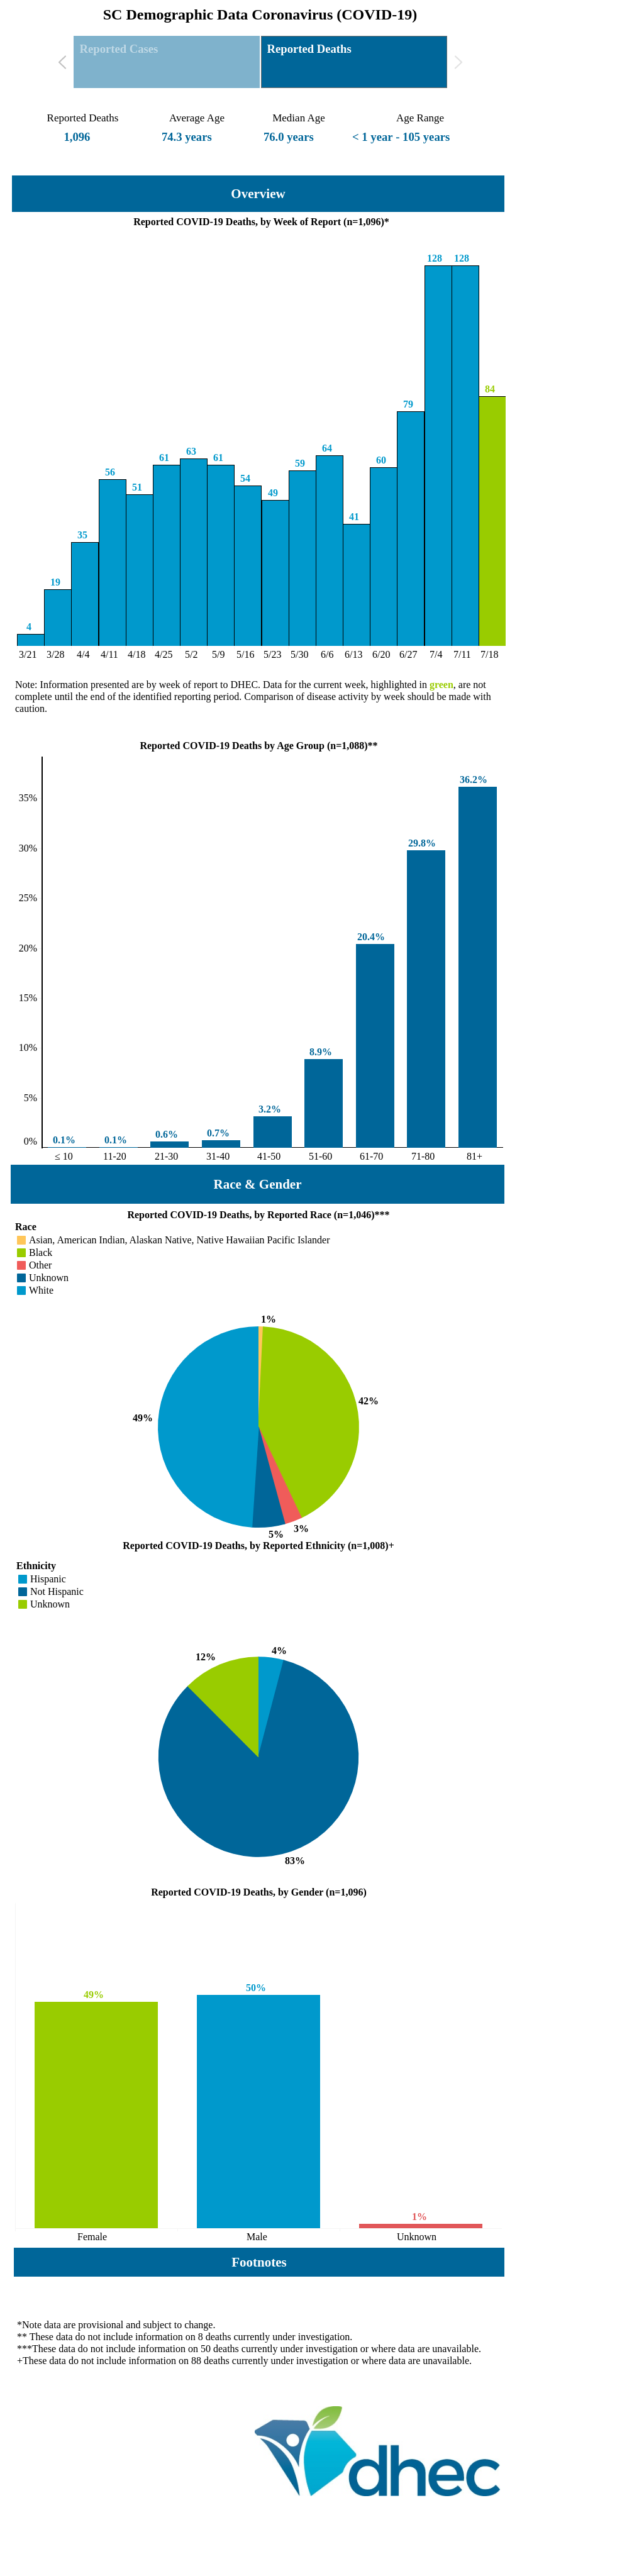 SC Demographic Data Coronavirus (COVID-19)
Reported Cases
Reported Deaths
Reported Deaths Average Age Median Age Age Range
1,096 74.3 years 76.0 years < 1 year - 105 years
Overview
Reported COVID-19 Deaths, by Week of Report (n=1,096)*
4 19 35 56 51 61 63 61 54 49 59 64 41 60 79 128 128 84
3/21 3/28 4/4 4/11 4/18 4/25 5/2 5/9 5/16 5/23 5/30 6/6 6/13 6/20 6/27 7/4 7/11 7/18
Note: Information presented are by week of report to DHEC. Data for the current week, highlighted in green, are not
complete until the end of the identified reporting period. Comparison of disease activity by week should be made with
caution.
Reported COVID-19 Deaths by Age Group (n=1,088)**
35%
30%
25%
20%
15%
10%
5%
0%
0.1% 0.1% 0.6% 0.7% 3.2% 8.9% 20.4% 29.8% 36.2%
≤ 10 11-20 21-30 31-40 41-50 51-60 61-70 71-80 81+
Race & Gender
Reported COVID-19 Deaths, by Reported Race (n=1,046)***
Race
Asian, American Indian, Alaskan Native, Native Hawaiian Pacific Islander
Black
Other
Unknown
White
1%
42%
49%
3%
5%
Reported COVID-19 Deaths, by Reported Ethnicity (n=1,008)+
Ethnicity
Hispanic
Not Hispanic
Unknown
4%
12%
83%
Reported COVID-19 Deaths, by Gender (n=1,096)
49% 50% 1%
Female Male Unknown
Footnotes
*Note data are provisional and subject to change.
** These data do not include information on 8 deaths currently under investigation.
***These data do not include information on 50 deaths currently under investigation or where data are unavailable.
+These data do not include information on 88 deaths currently under investigation or where data are unavailable.
dhec